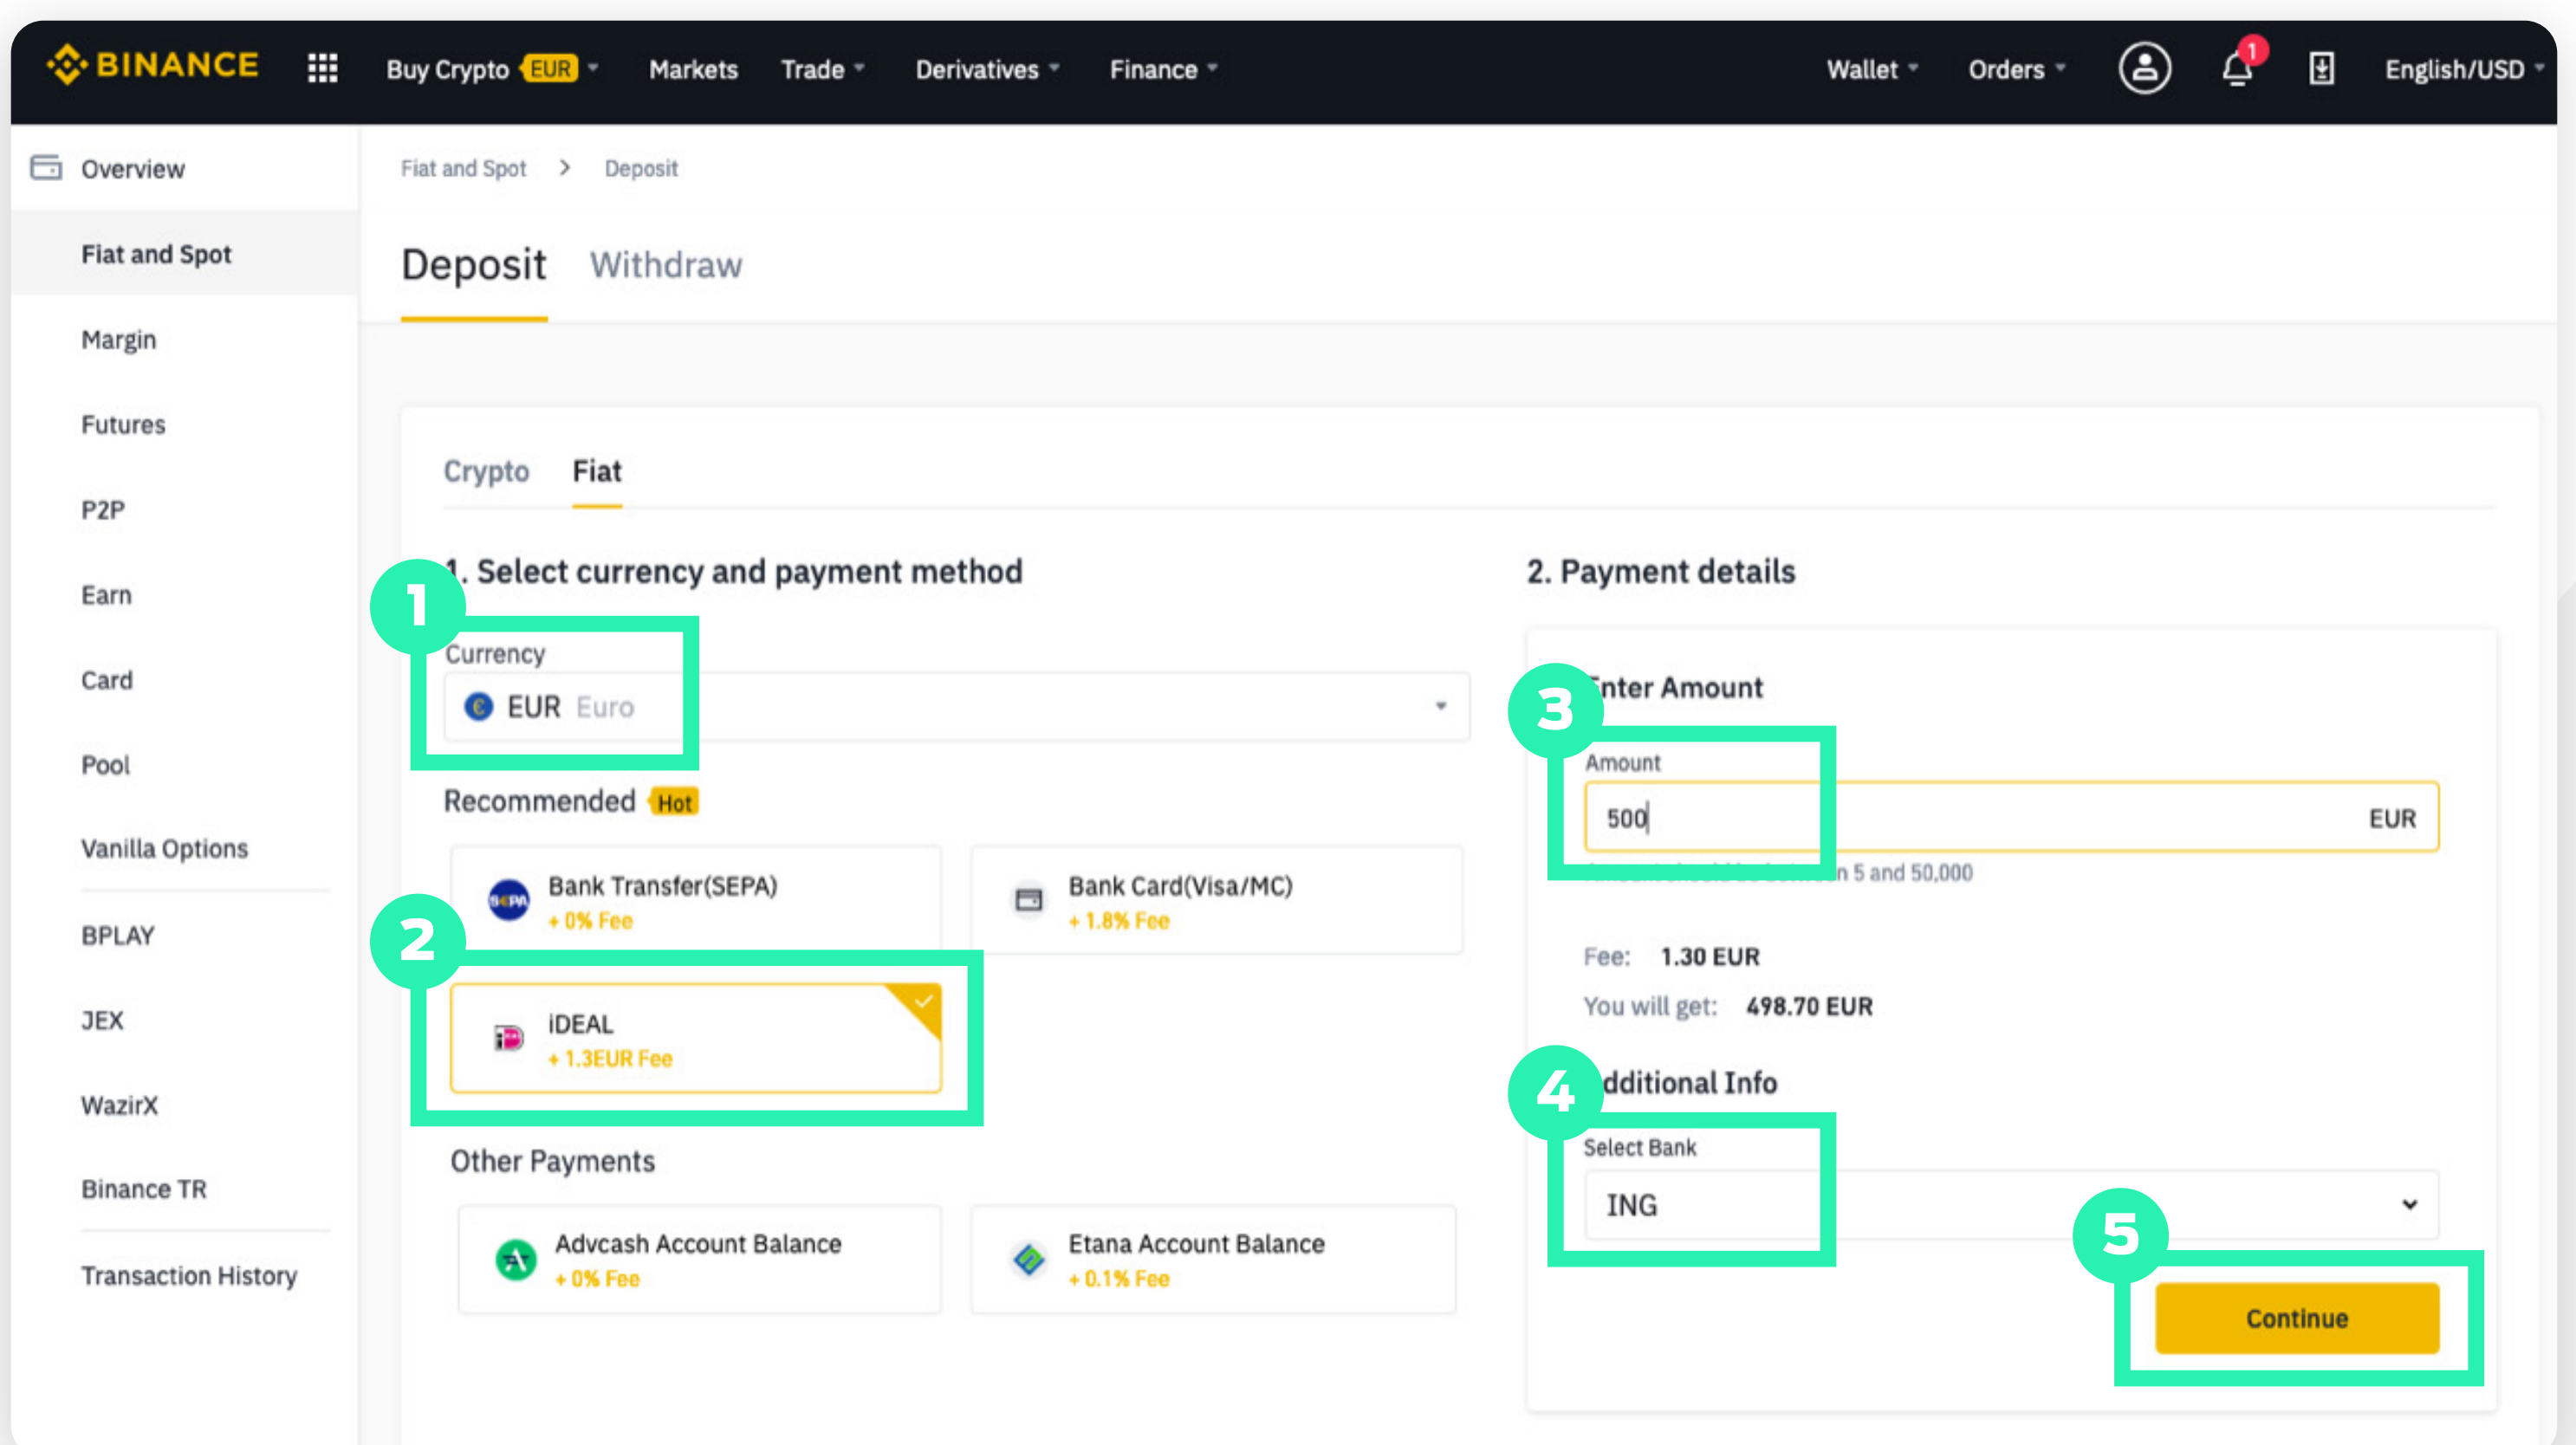 BINANCE
Buy Crypto EUR Markets Trade Derivatives Finance Wallet Orders 1 English/USD
Overview
Fiat and Spot
Margin
Futures
P2P
Earn
Card
Pool
Vanilla Options
BPLAY
JEX
WazirX
Binance TR
Transaction History
Fiat and Spot > Deposit
Deposit Withdraw
Crypto Fiat
1
1. Select currency and payment method
Currency
EUR Euro
Recommended Hot
SEPA
Bank Transfer(SEPA)
+ 0% Fee
Bank Card(Visa/MC)
+ 1.8% Fee
2
iDEAL
+ 1.3EUR Fee
Other Payments
Advcash Account Balance
+ 0% Fee
Etana Account Balance
+ 0.1% Fee
2. Payment details
3
Enter Amount
Amount
500 EUR
5 and 50,000
Fee: 1.30 EUR
You will get: 498.70 EUR
4
Additional Info
Select Bank
ING
5
Continue